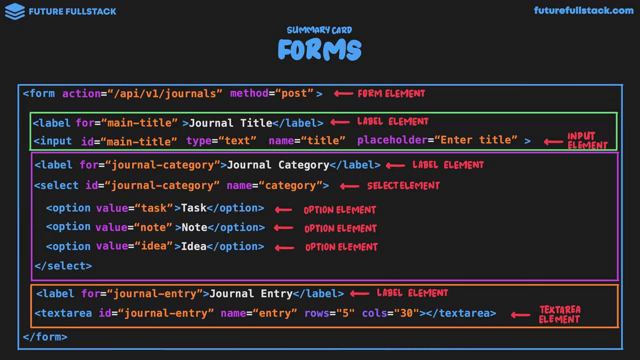 FUTURE FULLSTACK
futurefullstack.com
SUMMARY CARD
FORMS
<form action="/api/v1/journals" method="post" > FORM ELEMENT
<label for="main-title" >Journal Title</label> LABEL ELEMENT
<input id="main-title" type="text" name="title" placeholder="Enter title" > INPUT ELEMENT
<label for="journal-category">Journal Category</label> LABEL ELEMENT
<select id="journal-category" name="category"> SELECT ELEMENT
<option value="task">Task</option> OPTION ELEMENT
<option value="note">Note</option> OPTION ELEMENT
<option value="idea">Idea</option> OPTION ELEMENT
</select>
<label for="journal-entry">Journal Entry</label> LABEL ELEMENT
<textarea id="journal-entry" name="entry" rows="5" cols="30"></textarea> TEXTAREA ELEMENT
</form>